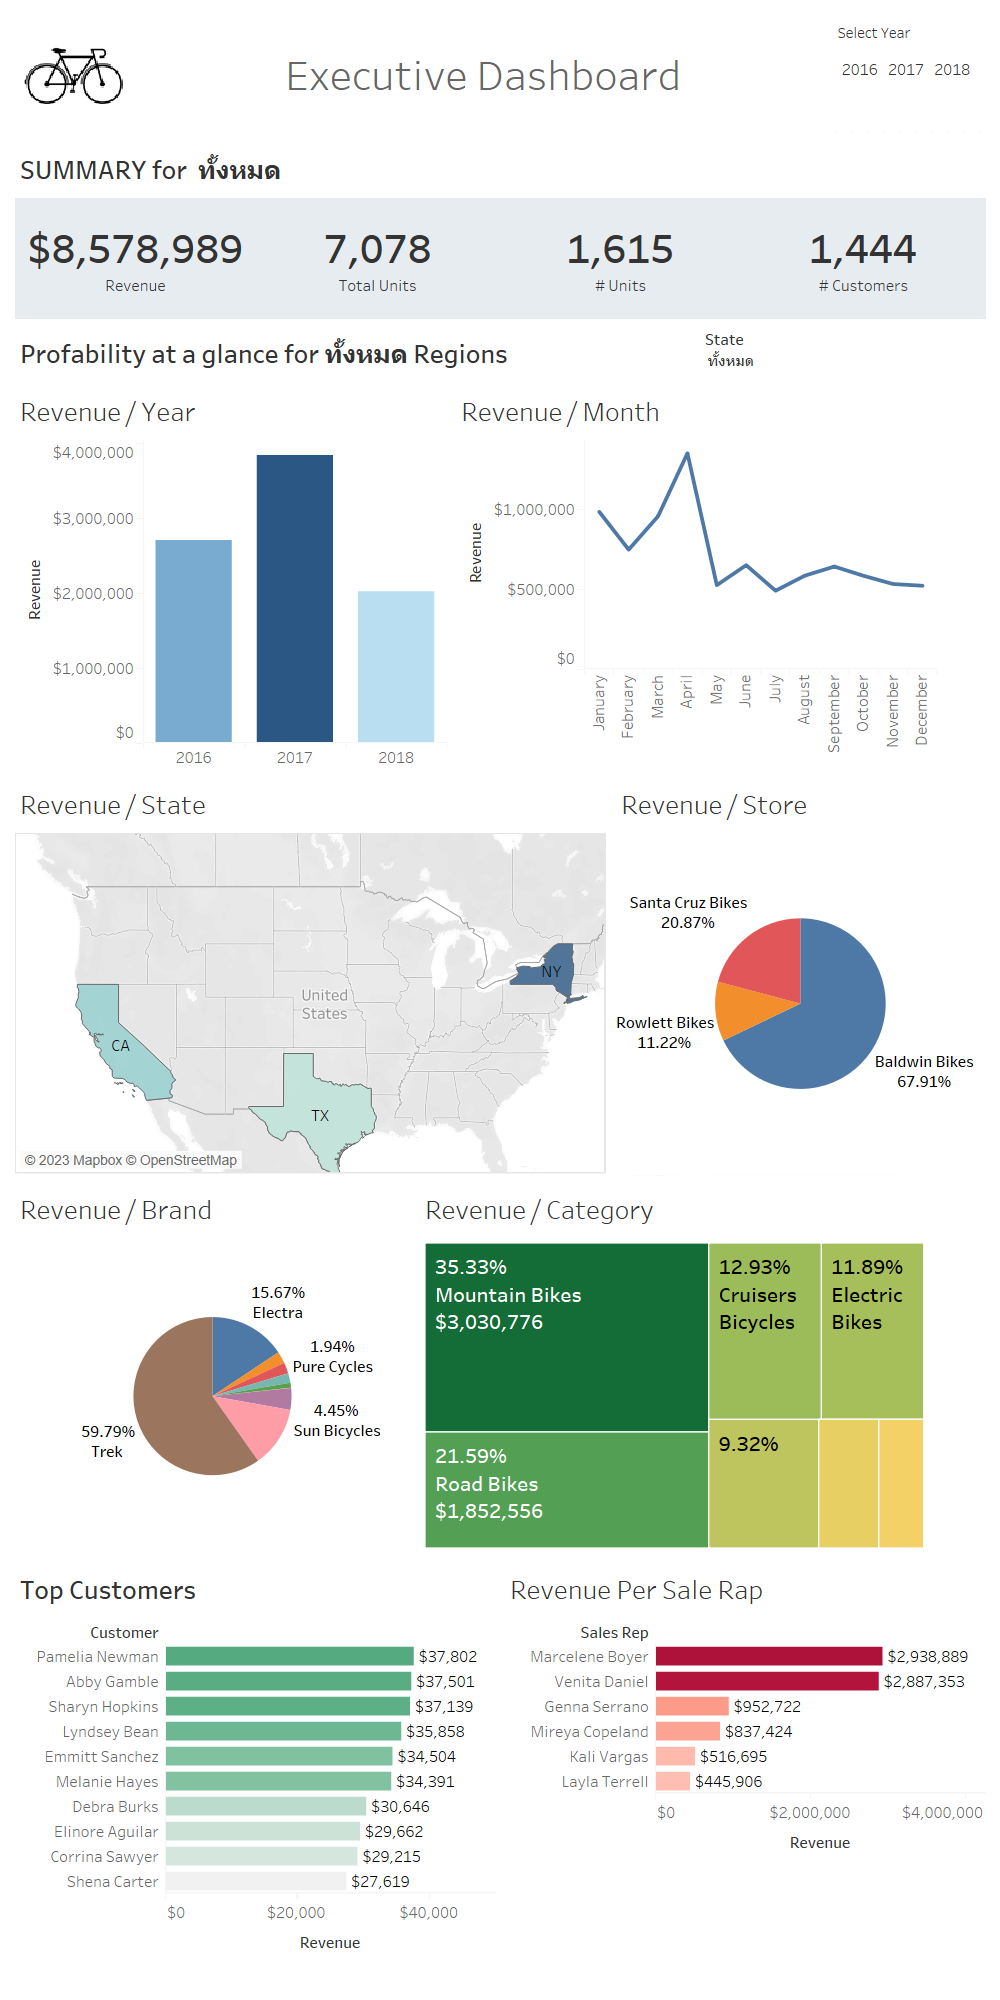 Select Year
2016 2017 2018
Executive Dashboard
SUMMARY for ทั้งหมด
$8,578,989 7,078 1,615 1,444
Revenue Total Units # Units # Customers
Profability at a glance for ทั้งหมด Regions
State
ทั้งหมด
Revenue / Year
$4,000,000
$3,000,000
$2,000,000
$1,000,000
$0
Revenue
2016 2017 2018
Revenue / Month
$1,000,000
$500,000
$0
Revenue
January
February
March
April
May
June
July
August
September
October
November
December
Revenue / State
United
States
NY
CA
TX
© 2023 Mapbox © OpenStreetMap
Revenue / Store
Santa Cruz Bikes
20.87%
Rowlett Bikes
11.22%
Baldwin Bikes
67.91%
Revenue / Brand
15.67%
Electra
1.94%
Pure Cycles
4.45%
Sun Bicycles
59.79%
Trek
Revenue / Category
35.33%
Mountain Bikes
$3,030,776
12.93%
Cruisers
Bicycles
11.89%
Electric
Bikes
21.59%
Road Bikes
$1,852,556
9.32%
Top Customers
Customer
Pamelia Newman $37,802
Abby Gamble $37,501
Sharyn Hopkins $37,139
Lyndsey Bean $35,858
Emmitt Sanchez $34,504
Melanie Hayes $34,391
Debra Burks $30,646
Elinore Aguilar $29,662
Corrina Sawyer $29,215
Shena Carter $27,619
$0 $20,000 $40,000
Revenue
Revenue Per Sale Rap
Sales Rep
Marcelene Boyer $2,938,889
Venita Daniel $2,887,353
Genna Serrano $952,722
Mireya Copeland $837,424
Kali Vargas $516,695
Layla Terrell $445,906
$0 $2,000,000 $4,000,000
Revenue